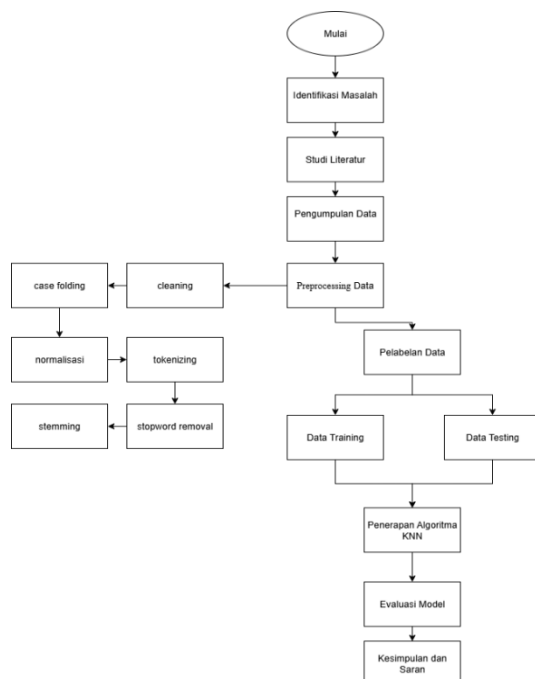 Mulai
Identifikasi Masalah
Studi Literatur
Pengumpulan Data
Preprocessing Data
cleaning
case folding
normalisasi
tokenizing
stopword removal
stemming
Pelabelan Data
Data Training
Data Testing
Penerapan Algoritma
KNN
Evaluasi Model
Kesimpulan dan
Saran